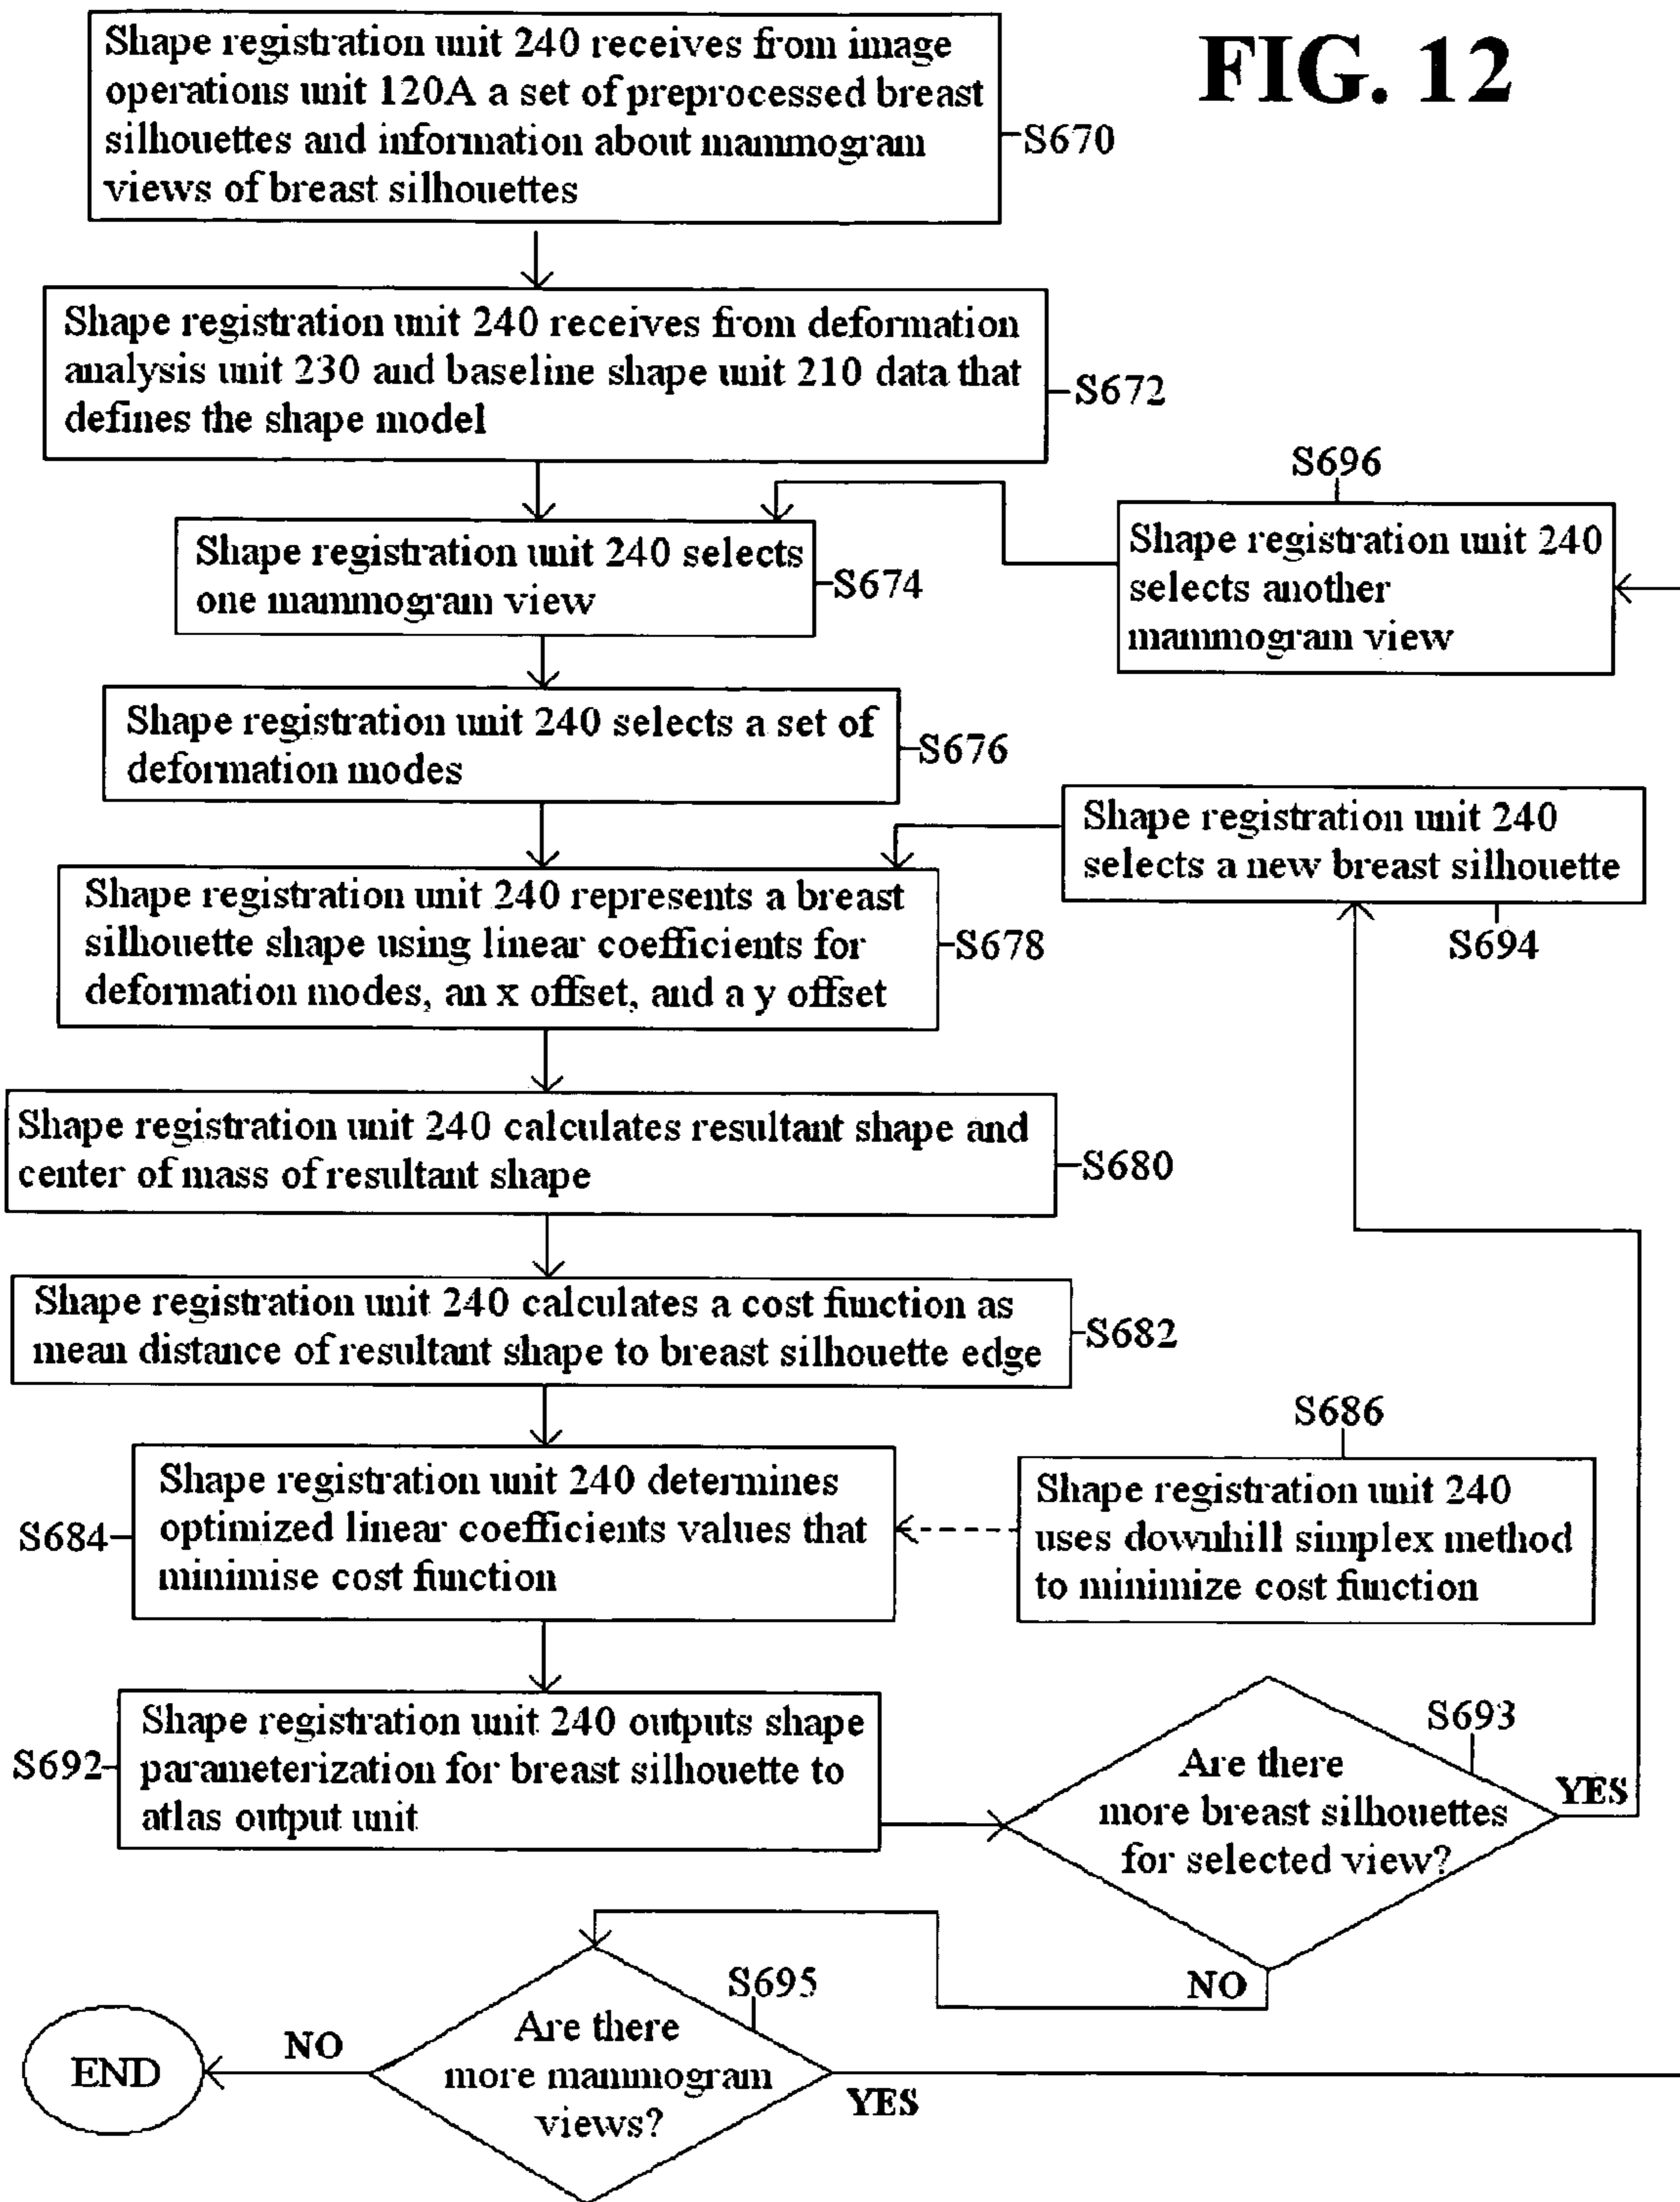 FIG. 12
Shape registration unit 240 receives from image
operations unit 120A a set of preprocessed breast
silhouettes and information about mammogram
views of breast silhouettes
S670
Shape registration unit 240 receives from deformation
analysis unit 230 and baseline shape unit 210 data that
defines the shape model
S672
S696
Shape registration unit 240
selects another
mammogram view
Shape registration unit 240 selects
one mammogram view
S674
Shape registration unit 240 selects a set of
deformation modes
S676
Shape registration unit 240
selects a new breast silhouette
S694
Shape registration unit 240 represents a breast
silhouette shape using linear coefficients for
deformation modes, an x offset, and a y offset
S678
Shape registration unit 240 calculates resultant shape and
center of mass of resultant shape
S680
Shape registration unit 240 calculates a cost function as
mean distance of resultant shape to breast silhouette edge
S682
S686
Shape registration unit 240 determines
optimized linear coefficients values that
minimise cost function
S684
Shape registration unit 240
uses downhill simplex method
to minimize cost function
Shape registration unit 240 outputs shape
parameterization for breast silhouette to
atlas output unit
S692
S693
Are there
more breast silhouettes
for selected view?
YES
NO
S695
Are there
more mammogram
views?
NO
YES
END